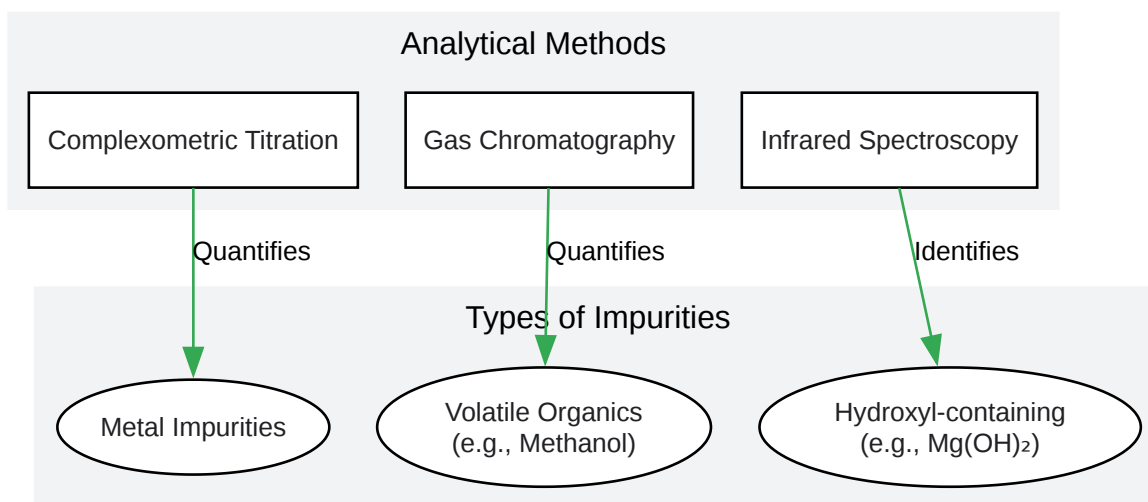 Analytical Methods
Complexometric Titration
Gas Chromatography
Infrared Spectroscopy
Quantifies
Quantifies
Identifies
Types of Impurities
Metal Impurities
Volatile Organics
(e.g., Methanol)
Hydroxyl-containing
(e.g., Mg(OH)₂)